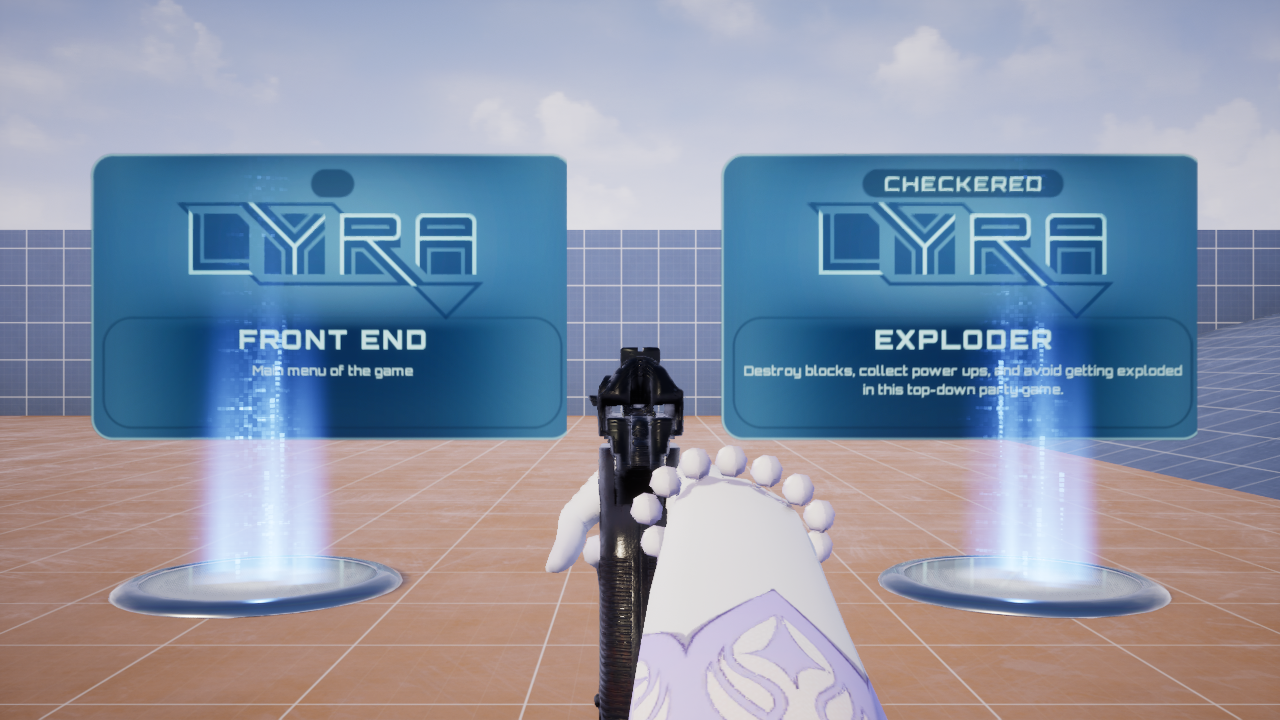 LYRA
FRONT END
Main menu of the game
CHECKERED
LYRA
EXPLODER
Destroy blocks, collect power ups, and avoid getting exploded
in this top-down party game.